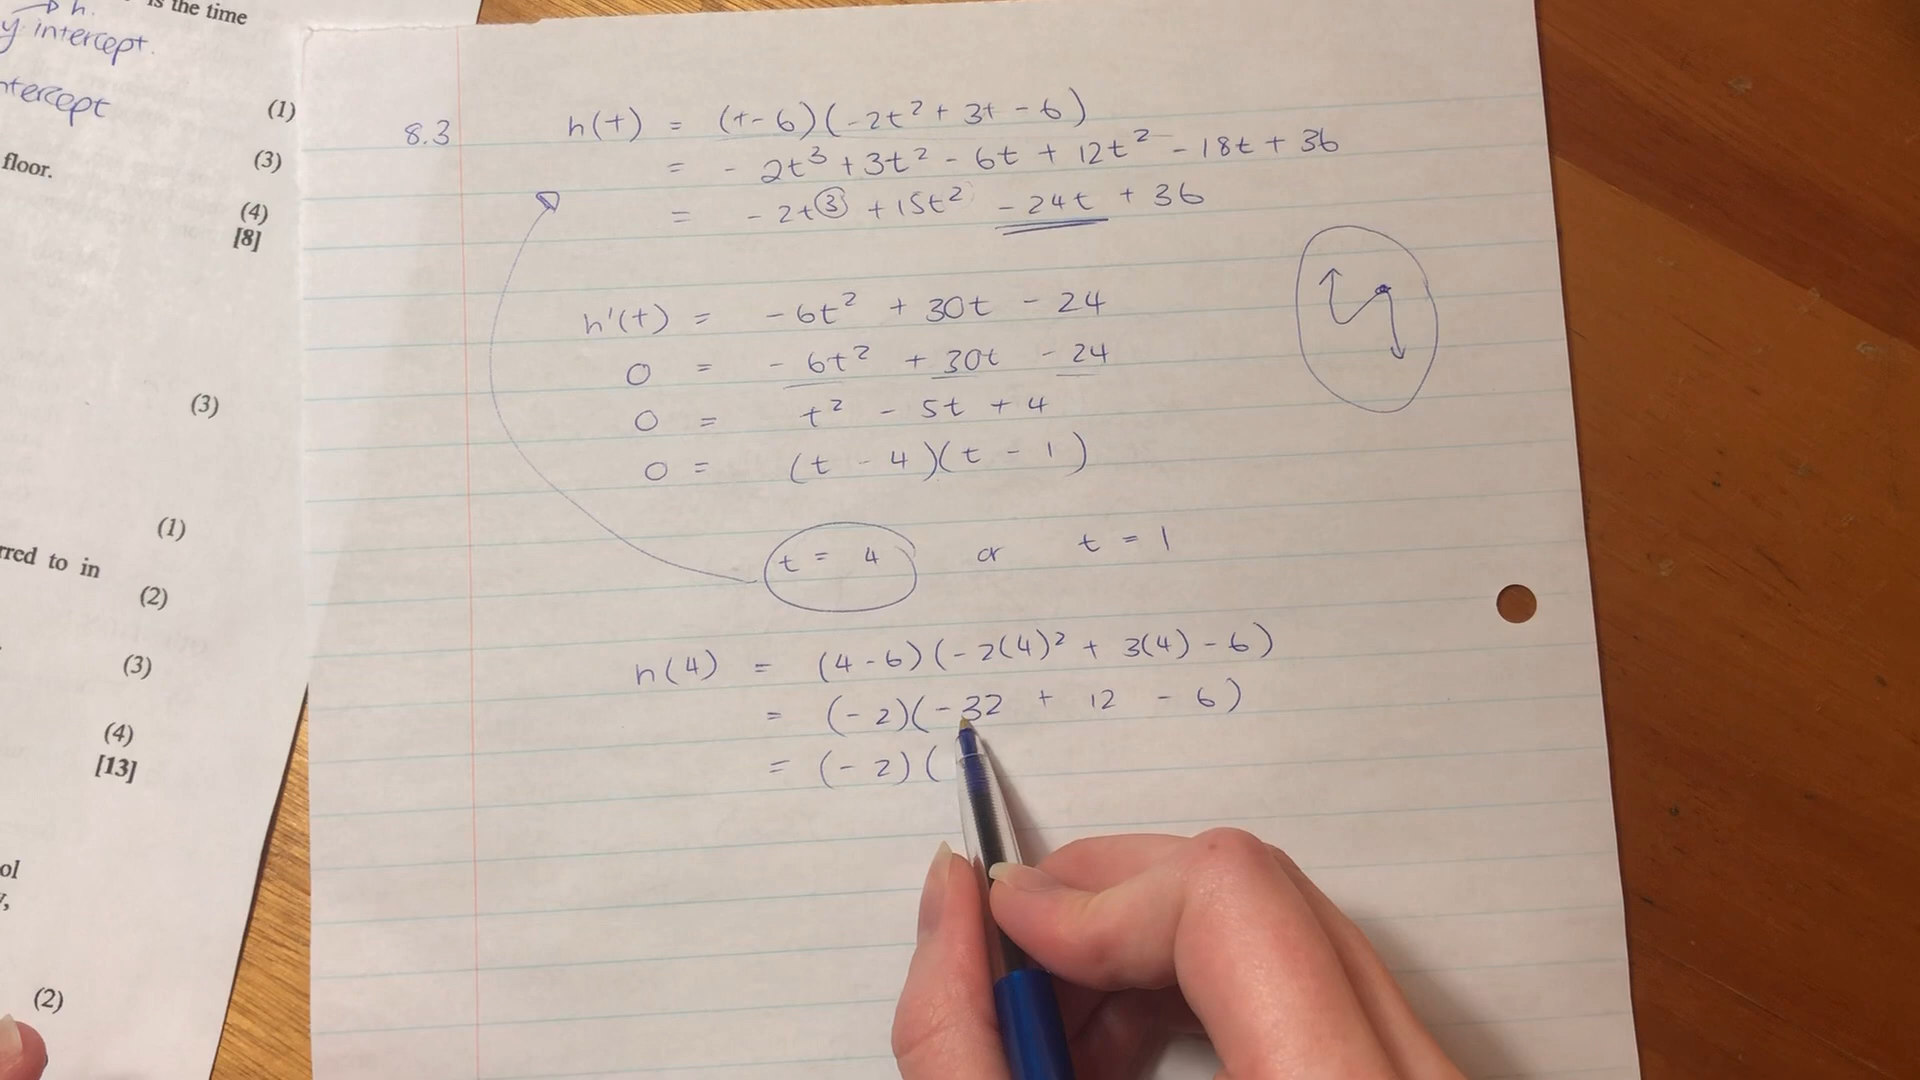 is the time
h.
y intercept.
ntercept
(1)
(3)
floor.
(4)
[8]
(3)
(1)
rred to in
(2)
(3)
(4)
[13]
ol
(2)
8.3
h(t) = (t-6)(-2t² + 3t - 6)
= -2t³ + 3t² - 6t + 12t² - 18t + 36
= -2t³ + 15t² - 24t + 36
h'(t) = -6t² + 30t - 24
0 = -6t² + 30t - 24
0 = t² - 5t + 4
0 = (t - 4)(t - 1)
t = 4 or t = 1
h(4) = (4-6)(-2(4)² + 3(4) - 6)
= (-2)(-32 + 12 - 6)
= (-2)(